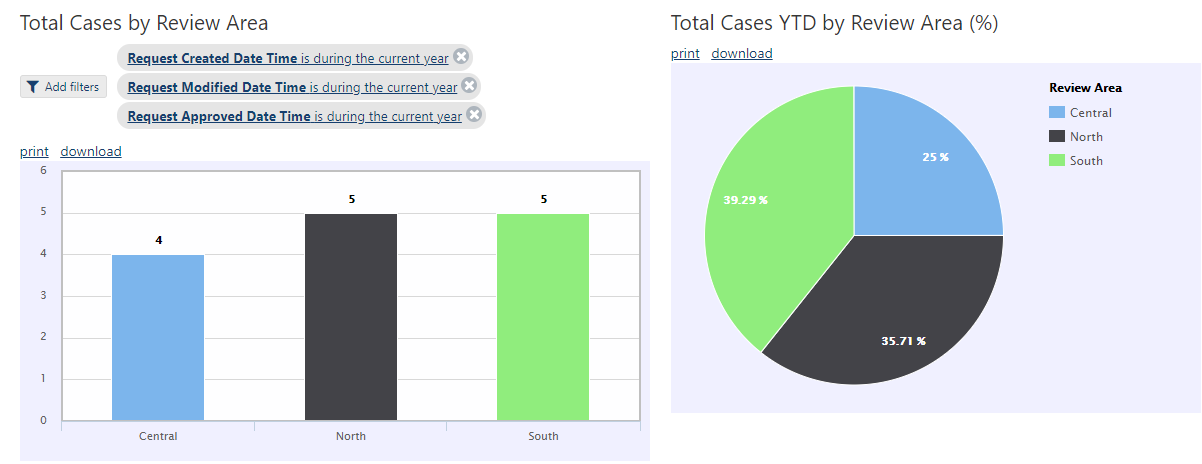 Total Cases by Review Area
Request Created Date Time is during the current year
Add filters
Request Modified Date Time is during the current year
Request Approved Date Time is during the current year
print download
6
5
4
3
2
1
0
4
5
5
Central
North
South
Total Cases YTD by Review Area (%)
print download
Review Area
Central
North
South
25 %
39.29 %
35.71 %